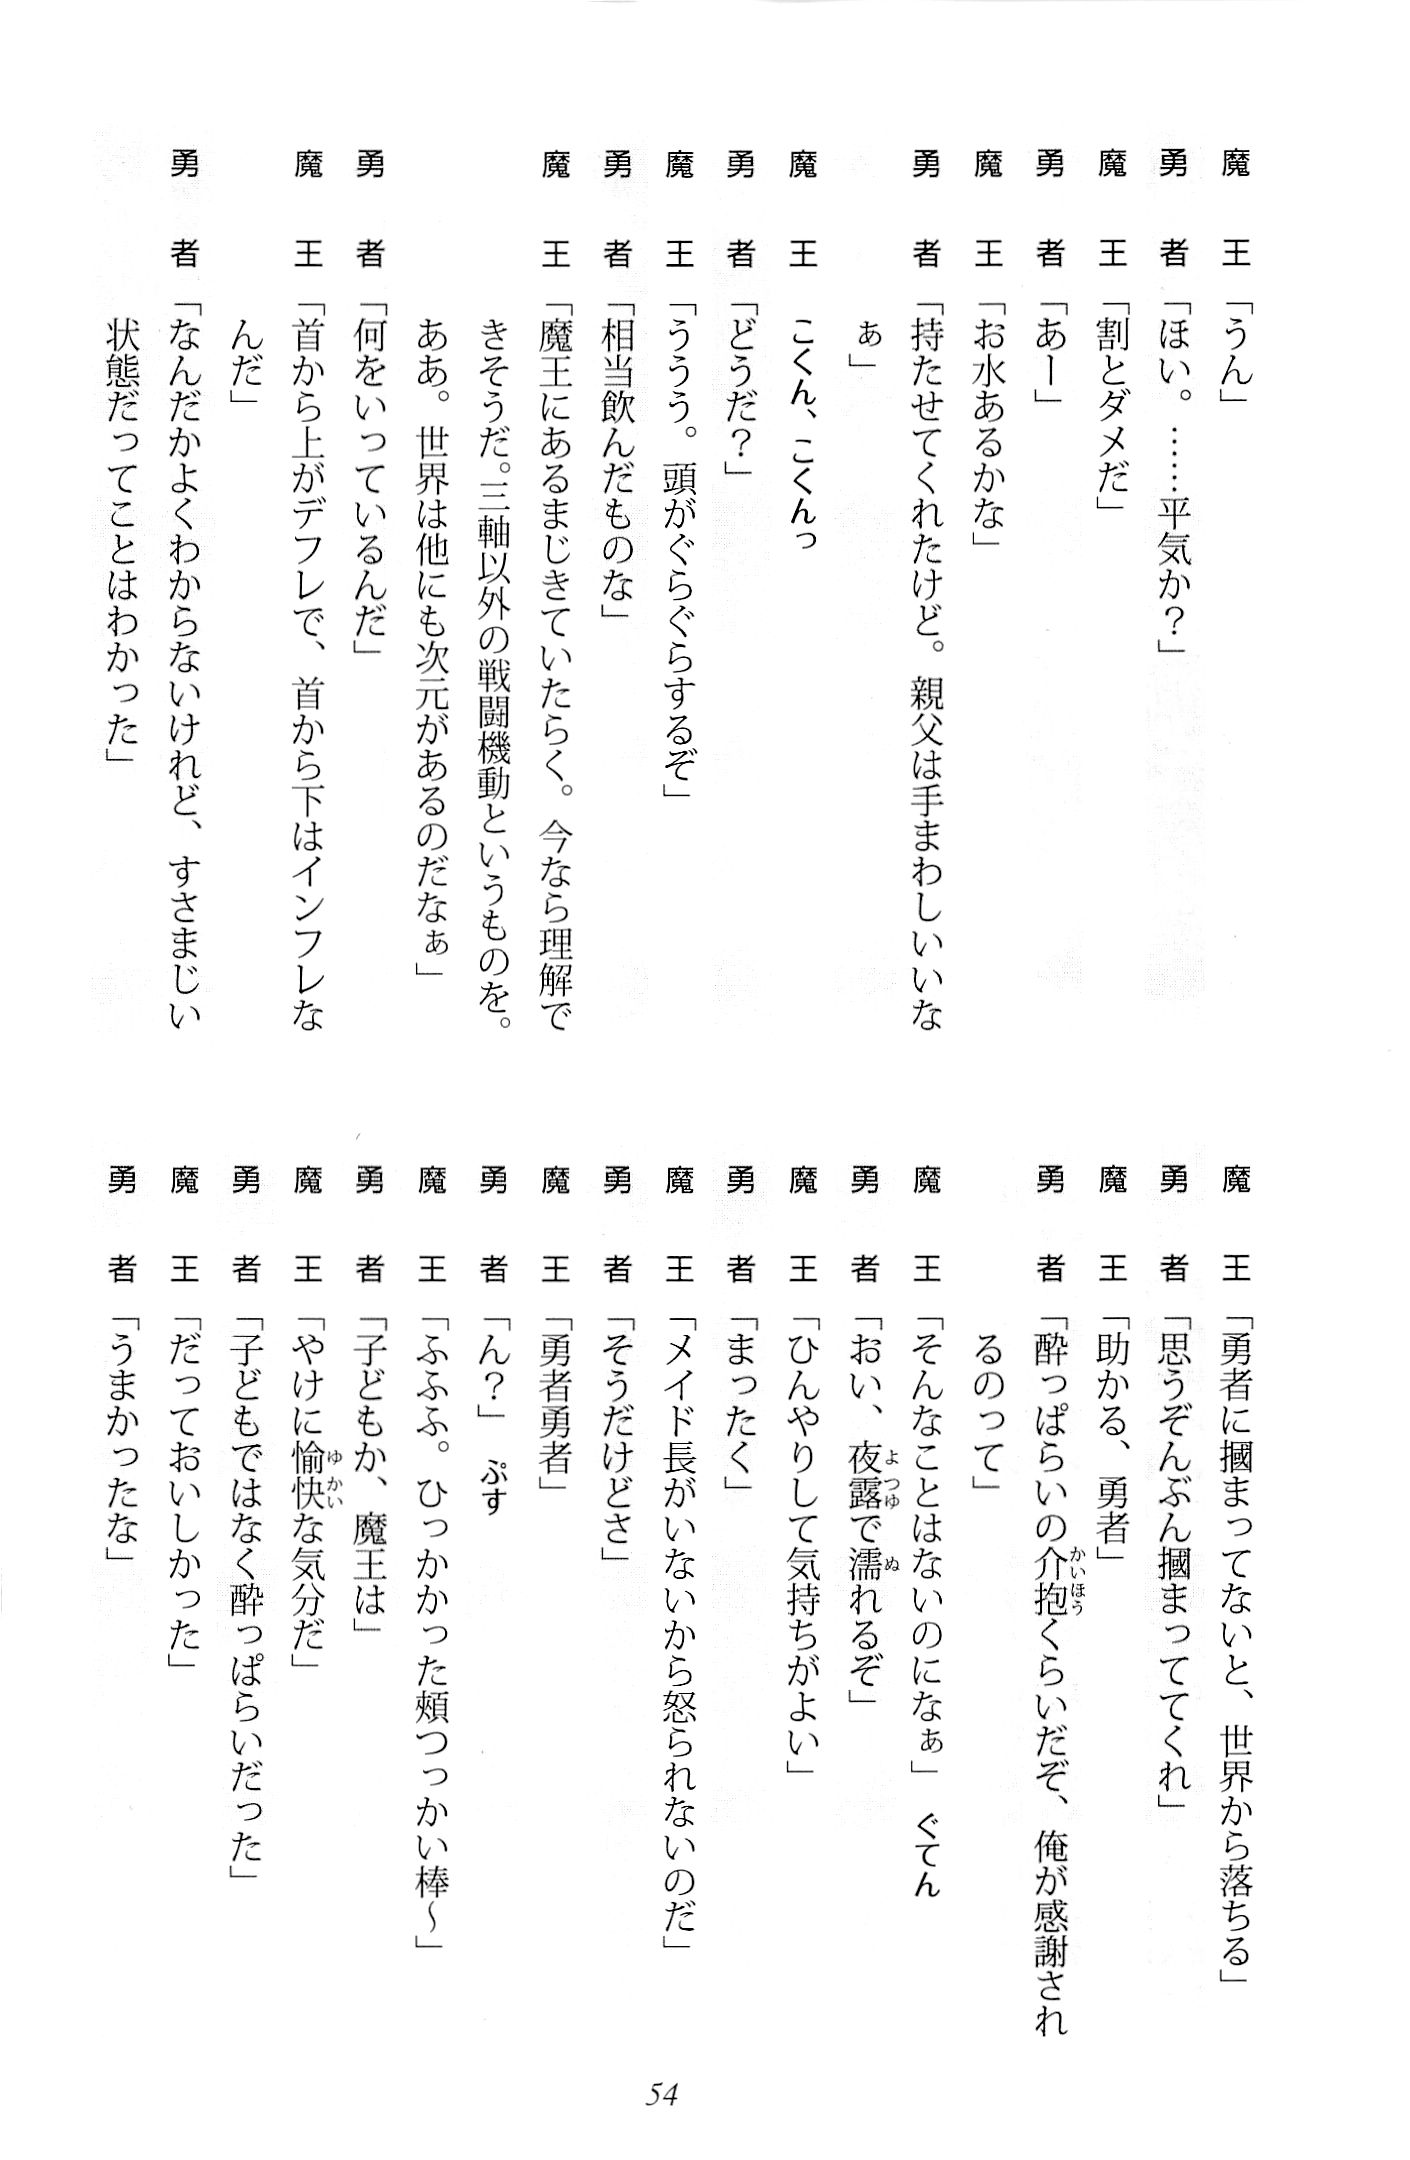 魔王「うん」
勇者「ほい。……平気か？」
魔王「割とダメだ」
勇者「あー」
魔王「お水あるかな」
勇者「持たせてくれたけど。親父は手まわしいいな
ぁ」
魔王　こくん、こくんっ
勇者「どうだ？」
魔王「ううう。頭がぐらぐらするぞ」
勇者「相当飲んだものな」
魔王「魔王にあるまじきていたらく。今なら理解で
きそうだ。三軸以外の戦闘機動というものを。
ああ。世界は他にも次元があるのだなぁ」
勇者「何をいっているんだ」
魔王「首から上がデフレで、首から下はインフレな
んだ」
勇者「なんだかよくわからないけれど、すさまじい
状態だってことはわかった」
魔王「勇者に摑まってないと、世界から落ちる」
勇者「思うぞんぶん摑まっててくれ」
魔王「助かる、勇者」
勇者「酔っぱらいの介抱くらいだぞ、俺が感謝され
るのって」
魔王「そんなことはないのになぁ」　ぐてん
勇者「おい、夜露で濡れるぞ」
魔王「ひんやりして気持ちがよい」
勇者「まったく」
魔王「メイド長がいないから怒られないのだ」
勇者「そうだけどさ」
魔王「勇者勇者」
勇者「ん？」　ぷす
魔王「ふふふ。ひっかかった頰つっかい棒〜」
勇者「子どもか、魔王は」
魔王「やけに愉快な気分だ」
勇者「子どもではなく酔っぱらいだった」
魔王「だっておいしかった」
勇者「うまかったな」
54